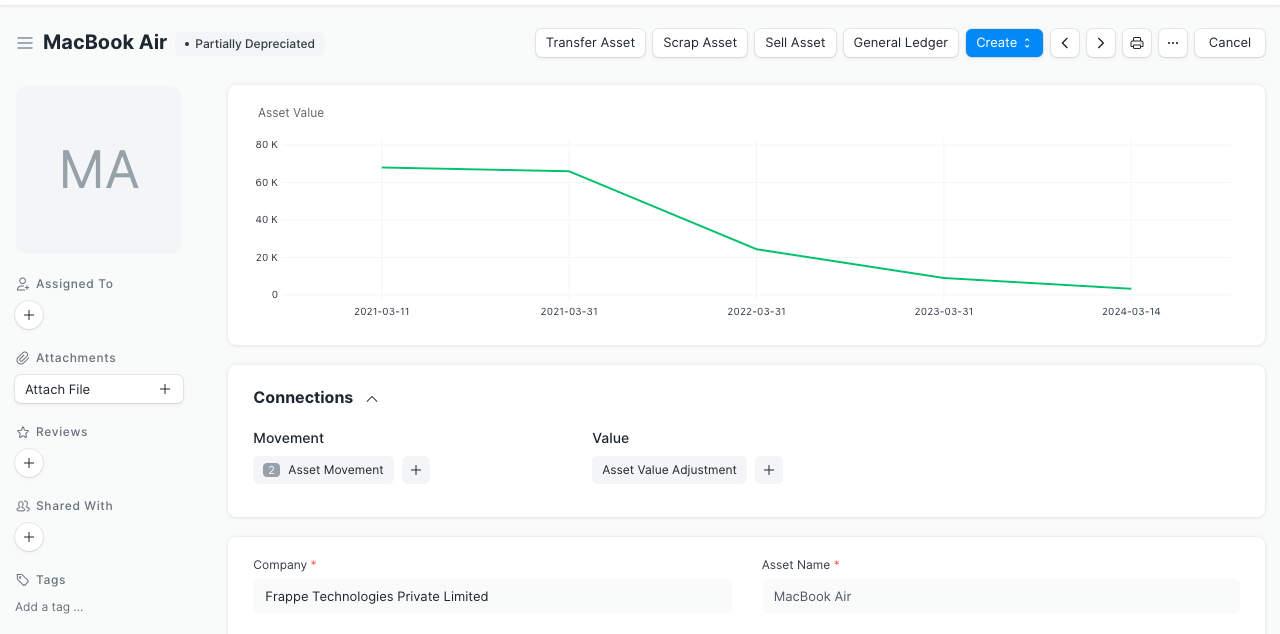 MacBook Air
• Partially Depreciated
Transfer Asset
Scrap Asset
Sell Asset
General Ledger
Create
Cancel
MA
Assigned To
Attachments
Attach File
Reviews
Shared With
Tags
Add a tag ...
Asset Value
80 K
60 K
40 K
20 K
0
2021-03-11 2021-03-31 2022-03-31 2023-03-31 2024-03-14
Connections
Movement
2 Asset Movement
Value
Asset Value Adjustment
Company *
Frappe Technologies Private Limited
Asset Name *
MacBook Air